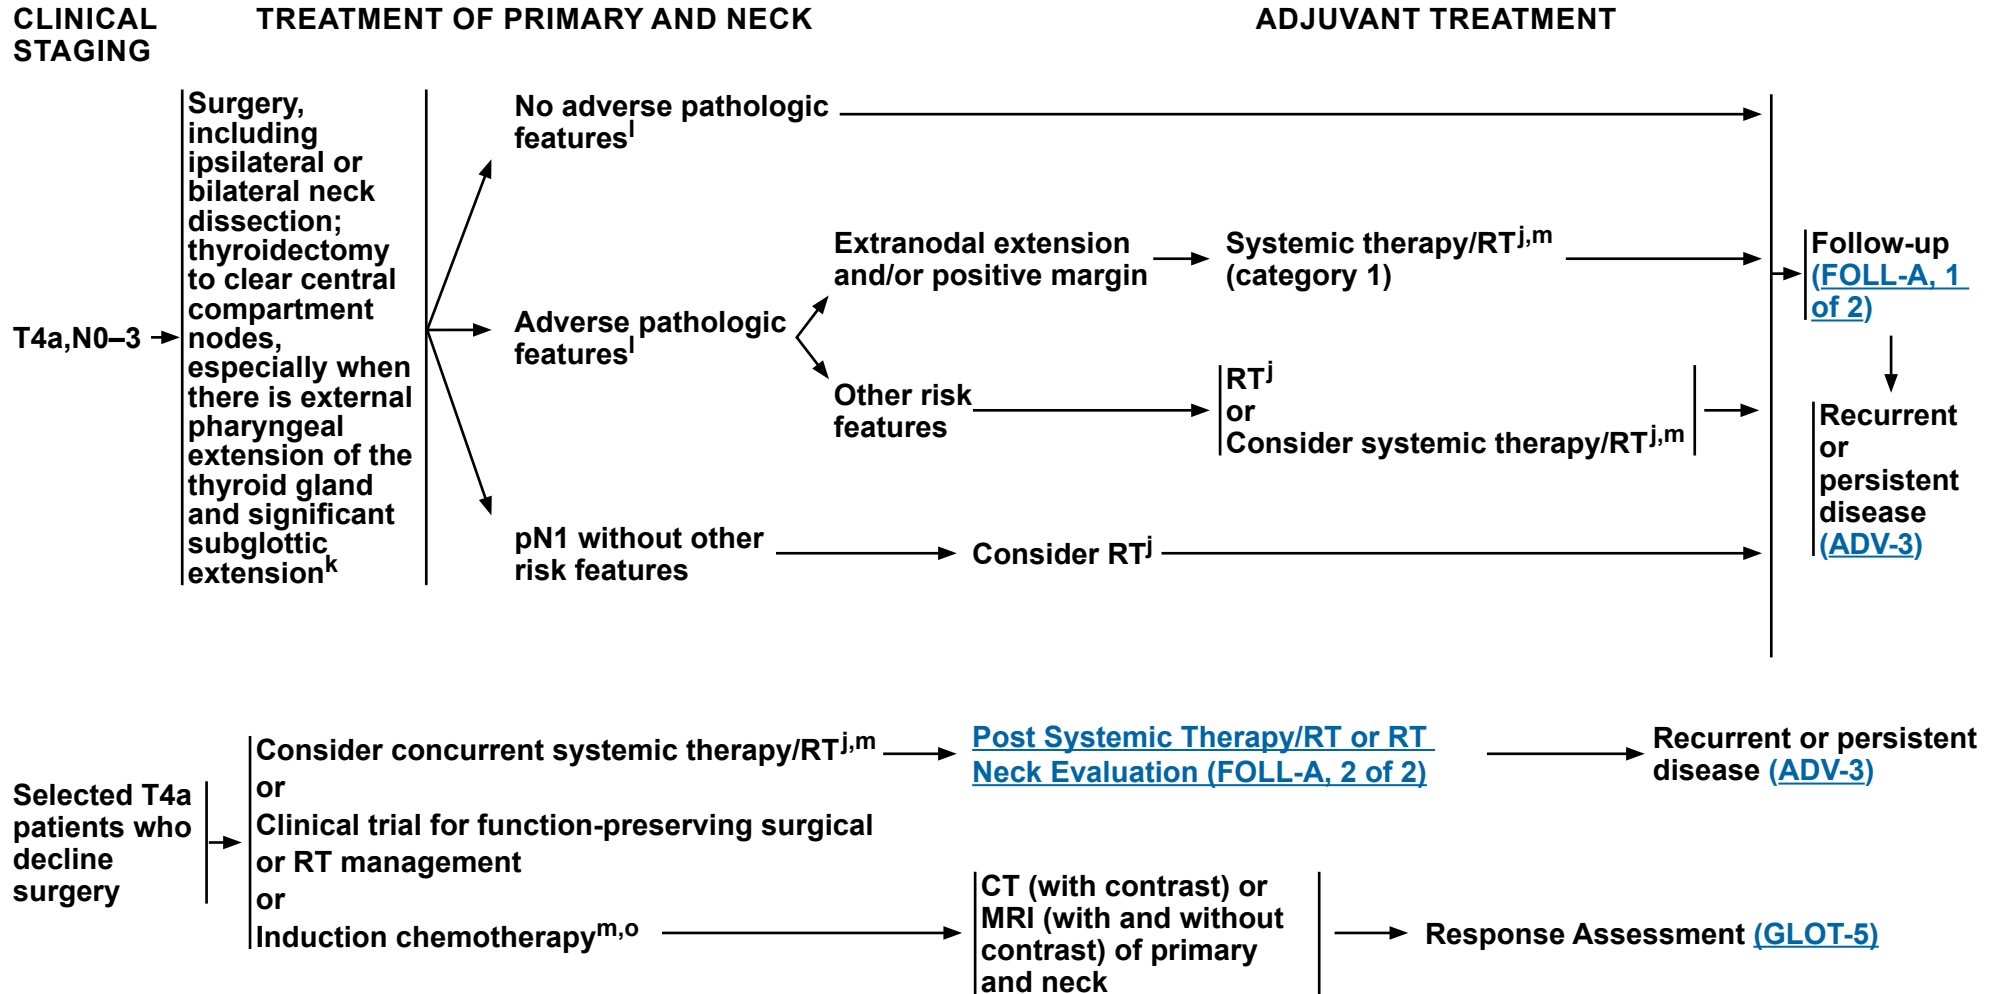 CLINICAL
STAGING
TREATMENT OF PRIMARY AND NECK
ADJUVANT TREATMENT
T4a,N0–3
Surgery,
including
ipsilateral or
bilateral neck
dissection;
thyroidectomy
to clear central
compartment
nodes,
especially when
there is external
pharyngeal
extension of the
thyroid gland
and significant
subglottic
extensionk
No adverse pathologic
featuresl
Adverse pathologic
featuresl
Extranodal extension
and/or positive margin
Systemic therapy/RTj,m
(category 1)
Other risk
features
RTj
or
Consider systemic therapy/RTj,m
pN1 without other
risk features
Consider RTj
Follow-up
(FOLL-A, 1
of 2)
Recurrent
or
persistent
disease
(ADV-3)
Selected T4a
patients who
decline
surgery
Consider concurrent systemic therapy/RTj,m
or
Clinical trial for function-preserving surgical
or RT management
or
Induction chemotherapym,o
Post Systemic Therapy/RT or RT
Neck Evaluation (FOLL-A, 2 of 2)
Recurrent or persistent
disease (ADV-3)
CT (with contrast) or
MRI (with and without
contrast) of primary
and neck
Response Assessment (GLOT-5)